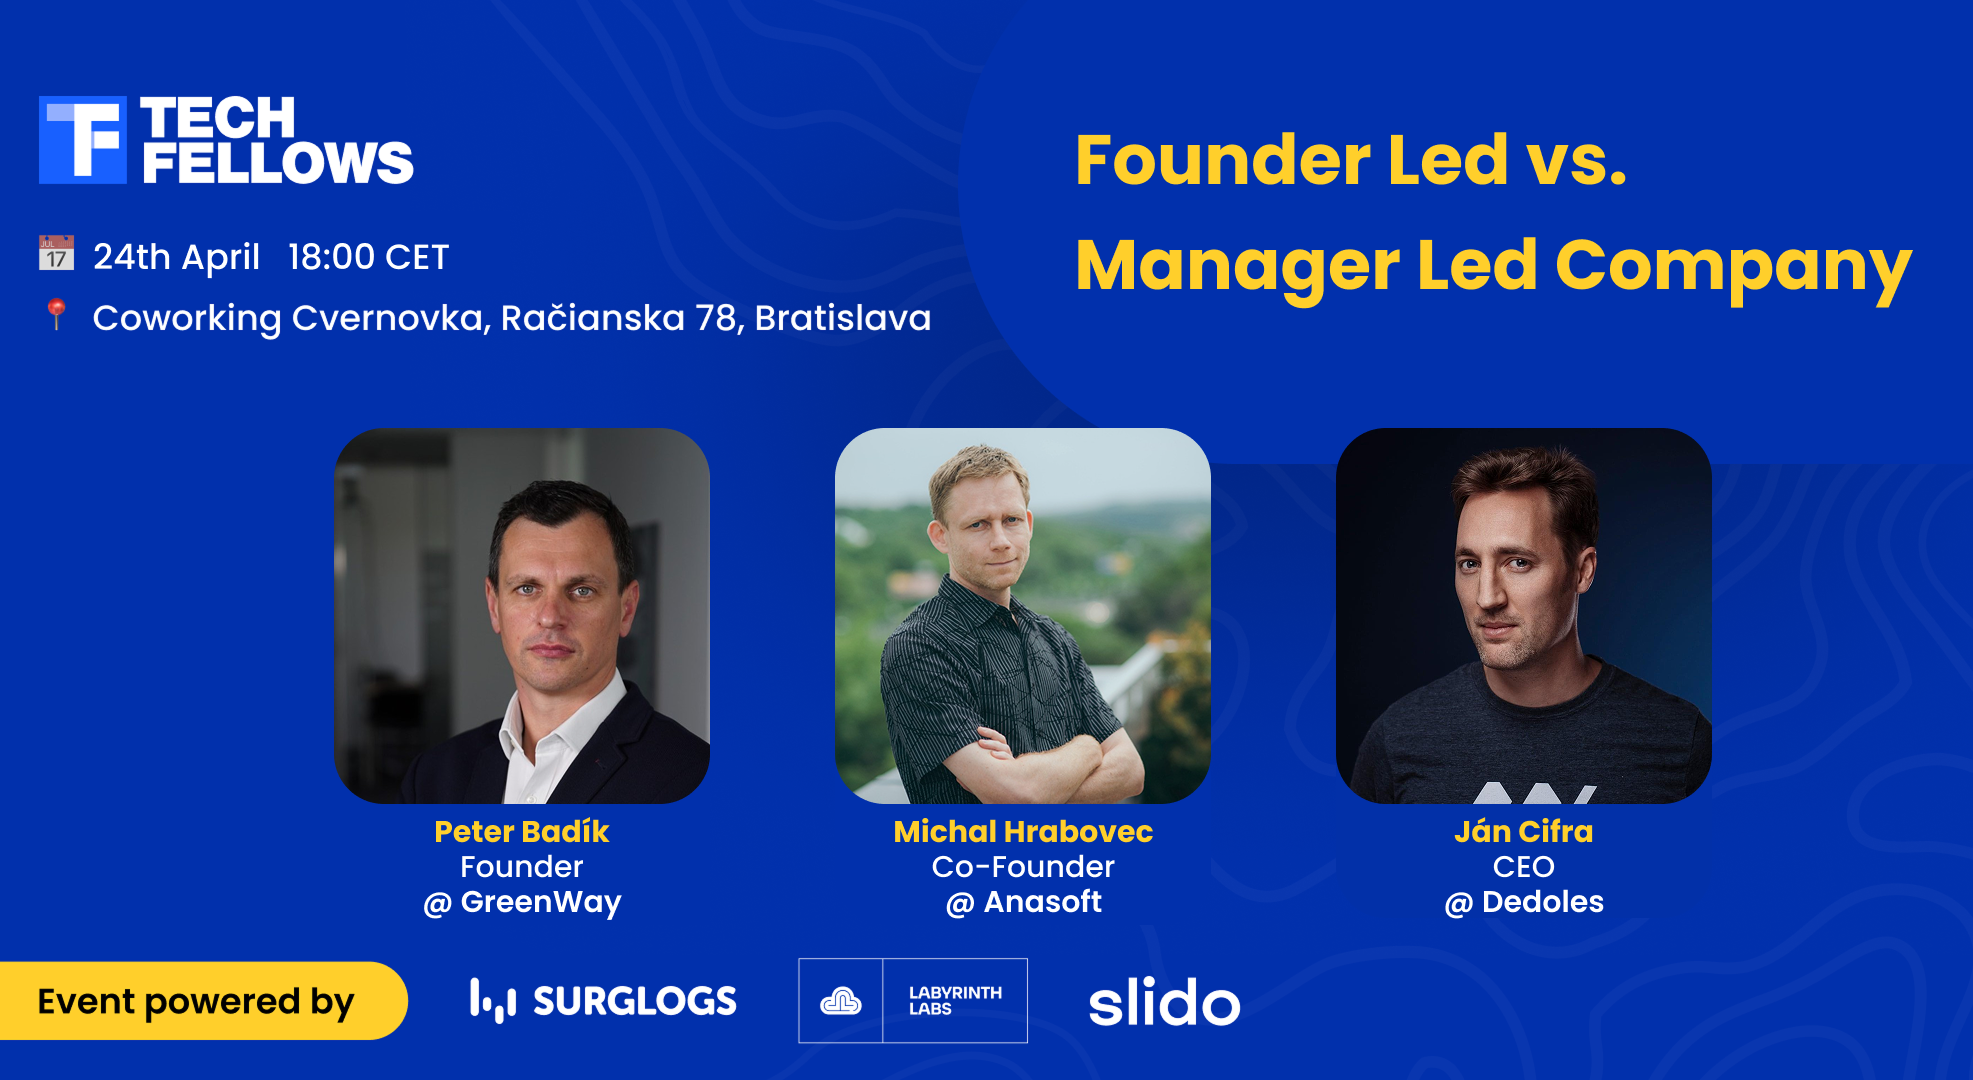 TECH
FELLOWS
JUL
17
24th April 18:00 CET
Coworking Cvernovka, Račianska 78, Bratislava
Founder Led vs.
Manager Led Company
Peter Badík
Founder
@ GreenWay
Michal Hrabovec
Co-Founder
@ Anasoft
Ján Cifra
CEO
@ Dedoles
Event powered by
SURGLOGS
LABYRINTH
LABS
slido